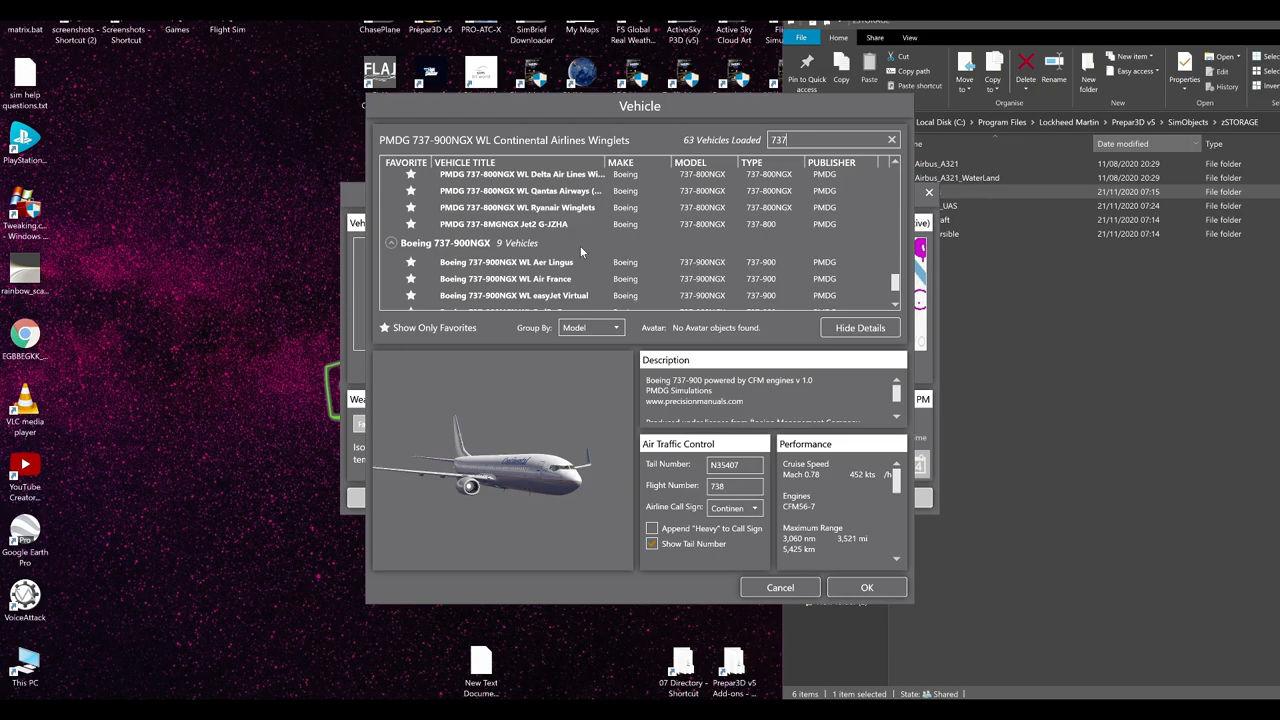 matrix.bat
screenshots - Shortcut (2)
Screenshots - Shortcut
Games
Flight Sim
ChasePlane
Prepar3D v5
PRO-ATC-X
SimBrief Downloader
My Maps
FS Global Real Weath...
ActiveSky P3D (v5)
Active Sky Cloud Art
zSTORAGE
File
Home
Share
View
Pin to Quick access
Copy
Paste
Cut
Copy path
Paste shortcut
Move to
Copy to
Delete
Rename
New folder
New item
Easy access
Properties
Open
Edit
History
Organise
New
Open
Local Disk (C:) > Program Files > Lockheed Martin > Prepar3D v5 > SimObjects > zSTORAGE
Date modified
Type
Airbus_A321 11/08/2020 20:29 File folder
Airbus_A321_WaterLand 11/08/2020 20:29 File folder
21/11/2020 07:15 File folder
_UAS 21/11/2020 07:24 File folder
21/11/2020 07:14 File folder
21/11/2020 07:14 File folder
sim help questions.txt
PlayStation...
Tweaking.c... - Windows ...
rainbow_sca...
EGBBEGKK...
VLC media player
YouTube Creator...
Google Earth Pro
VoiceAttack
This PC
New Text Docume...
07 Directory - Shortcut
Prepar3D v5 Add-ons - ...
Vehicle
PMDG 737-900NGX WL Continental Airlines Winglets
63 Vehicles Loaded
737
FAVORITE VEHICLE TITLE MAKE MODEL TYPE PUBLISHER
PMDG 737-800NGX WL Delta Air Lines Wi... Boeing 737-800NGX 737-800NGX PMDG
PMDG 737-800NGX WL Qantas Airways (... Boeing 737-800NGX 737-800NGX PMDG
PMDG 737-800NGX WL Ryanair Winglets Boeing 737-800NGX 737-800NGX PMDG
PMDG 737-8MGNGX Jet2 G-JZHA Boeing 737-800NGX 737-800 PMDG
Boeing 737-900NGX 9 Vehicles
Boeing 737-900NGX WL Aer Lingus Boeing 737-900NGX 737-900 PMDG
Boeing 737-900NGX WL Air France Boeing 737-900NGX 737-900 PMDG
Boeing 737-900NGX WL easyJet Virtual Boeing 737-900NGX 737-900 PMDG
Show Only Favorites
Group By:
Model
Avatar: No Avatar objects found.
Hide Details
Description
Boeing 737-900 powered by CFM engines v 1.0
PMDG Simulations
www.precisionmanuals.com
Produced under license from Boeing Management Company
Air Traffic Control
Tail Number: N35407
Flight Number: 738
Airline Call Sign: Continen
Append "Heavy" to Call Sign
Show Tail Number
Performance
Cruise Speed
Mach 0.78 452 kts
Engines
CFM56-7
Maximum Range
3,060 nm 3,521 mi
5,425 km
Cancel
OK
PM
6 items
1 item selected
State: Shared